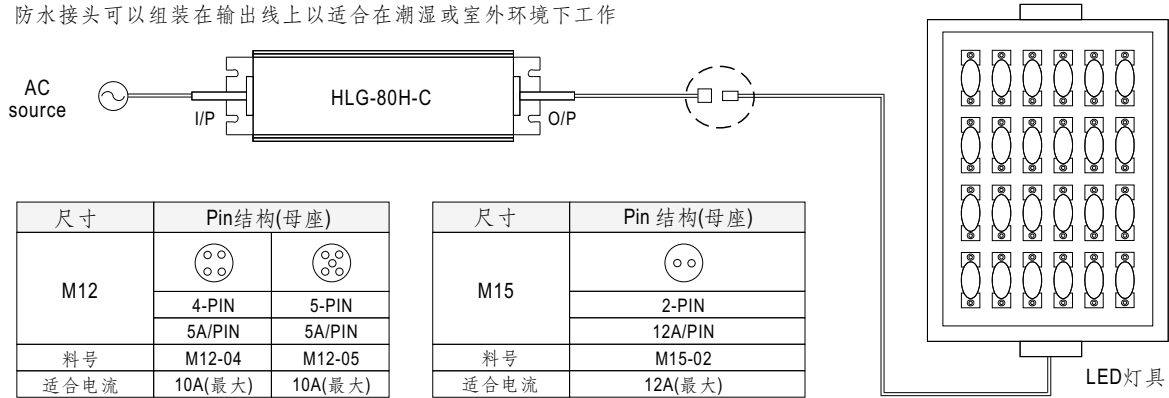 防水接头可以组装在输出线上以适合在潮湿或室外环境下工作
AC
source
I/P
HLG-80H-C
O/P
LED灯具
尺寸 Pin结构(母座)
M12
4-PIN 5-PIN
5A/PIN 5A/PIN
料号 M12-04 M12-05
适合电流 10A(最大) 10A(最大)
尺寸 Pin 结构(母座)
M15
2-PIN
12A/PIN
料号 M15-02
适合电流 12A(最大)